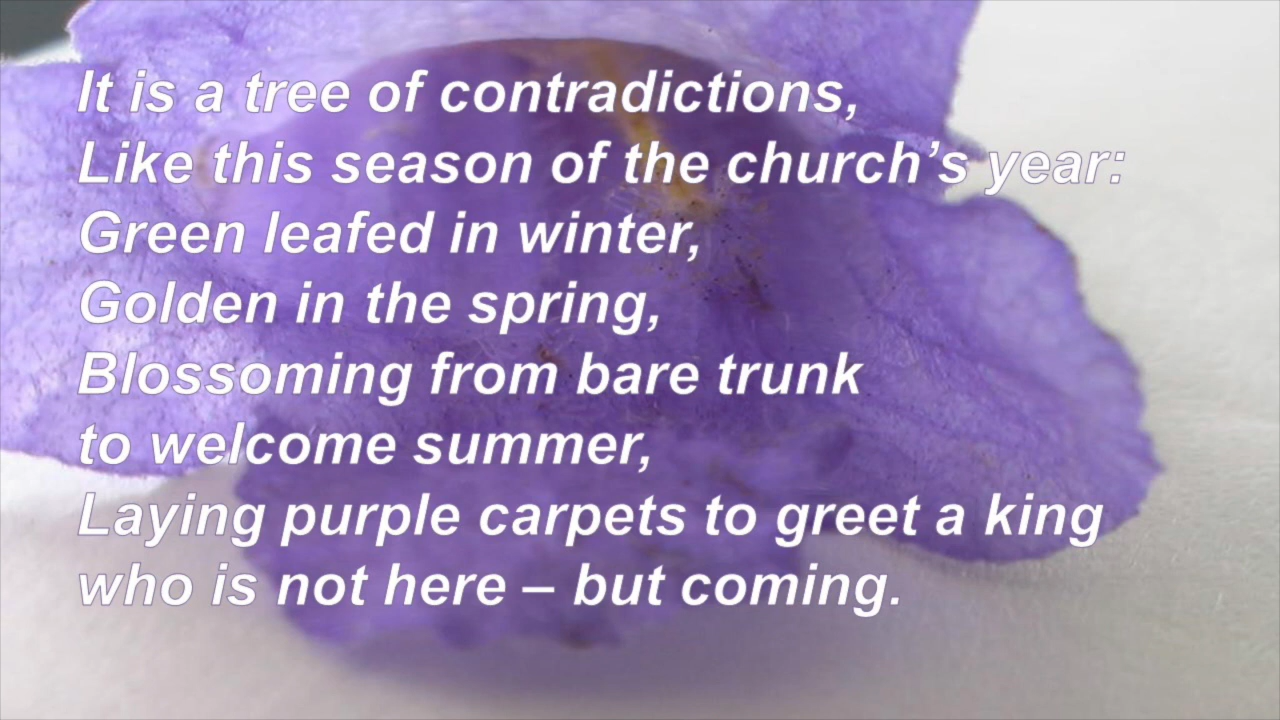 It is a tree of contradictions,
Like this season of the church’s year:
Green leafed in winter,
Golden in the spring,
Blossoming from bare trunk
to welcome summer,
Laying purple carpets to greet a king
who is not here – but coming.